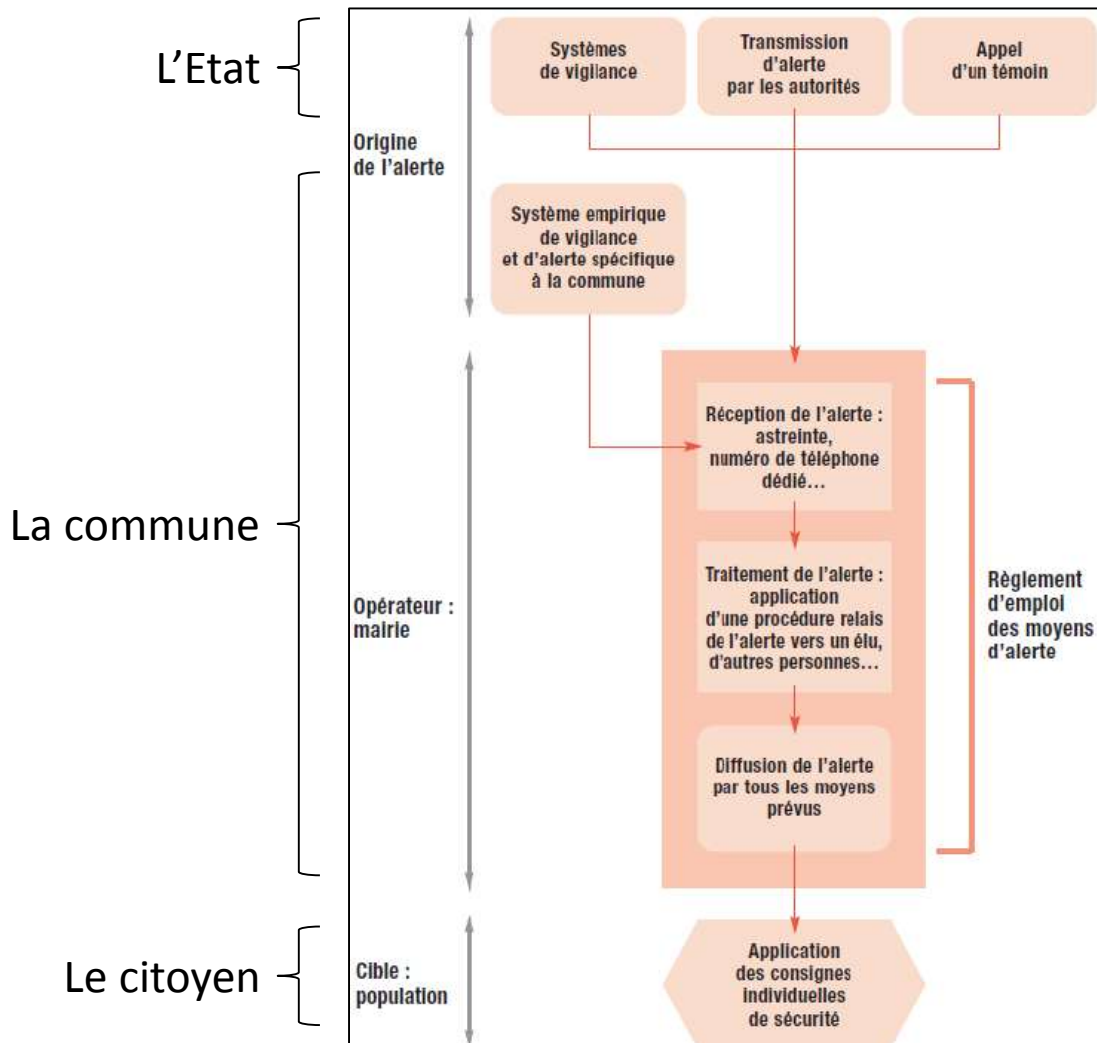 L'Etat
Systèmes
de vigilance
Transmission
d'alerte
par les autorités
Appel
d'un témoin
Origine
de l'alerte
Système empirique
de vigilance
et d'alerte spécifique
à la commune
La commune
Opérateur :
mairie
Réception de l'alerte :
astreinte,
numéro de téléphone
dédié…
Traitement de l'alerte :
application
d'une procédure relais
de l'alerte vers un élu,
d'autres personnes…
Diffusion de l'alerte
par tous les moyens
prévus
Règlement
d'emploi
des moyens
d'alerte
Le citoyen
Cible :
population
Application
des consignes
individuelles
de sécurité